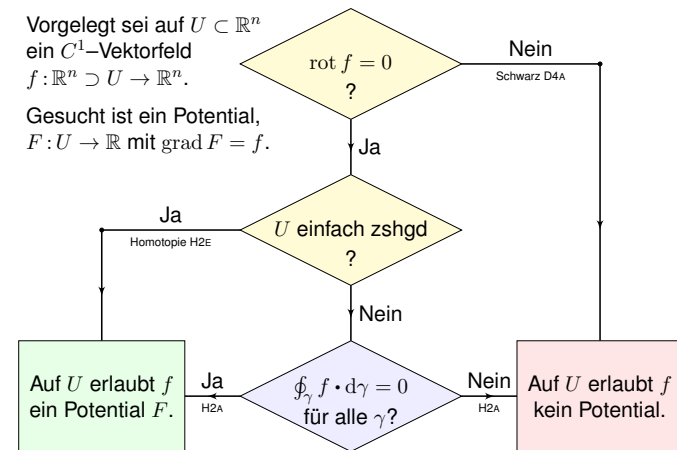 Vorgelegt sei auf U ⊂ ℝⁿ
ein C¹–Vektorfeld
f : ℝⁿ ⊃ U → ℝⁿ.
Gesucht ist ein Potential,
F : U → ℝ mit grad F = f.
rot f = 0
?
Nein
Schwarz D4A
Ja
U einfach zshgd
?
Ja
Homotopie H2E
Nein
∮γ f • dγ = 0
für alle γ?
Ja
H2A
Nein
H2A
Auf U erlaubt f
ein Potential F.
Auf U erlaubt f
kein Potential.